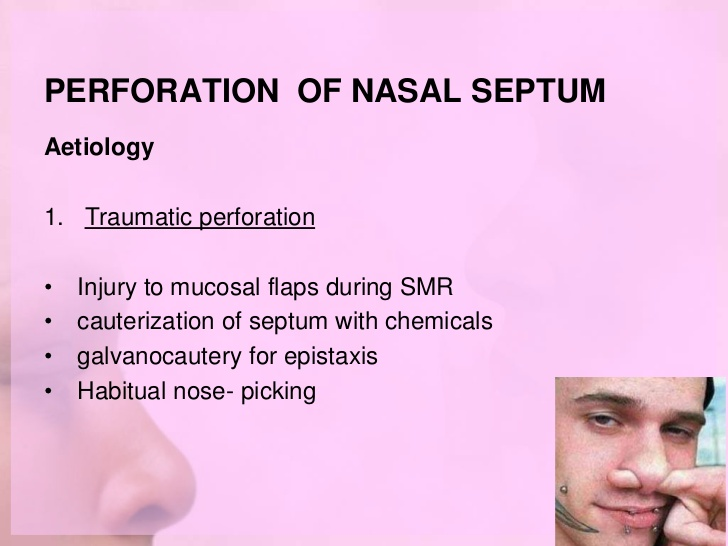 PERFORATION OF NASAL SEPTUM
Aetiology
1. Traumatic perforation
• Injury to mucosal flaps during SMR
• cauterization of septum with chemicals
• galvanocautery for epistaxis
• Habitual nose- picking